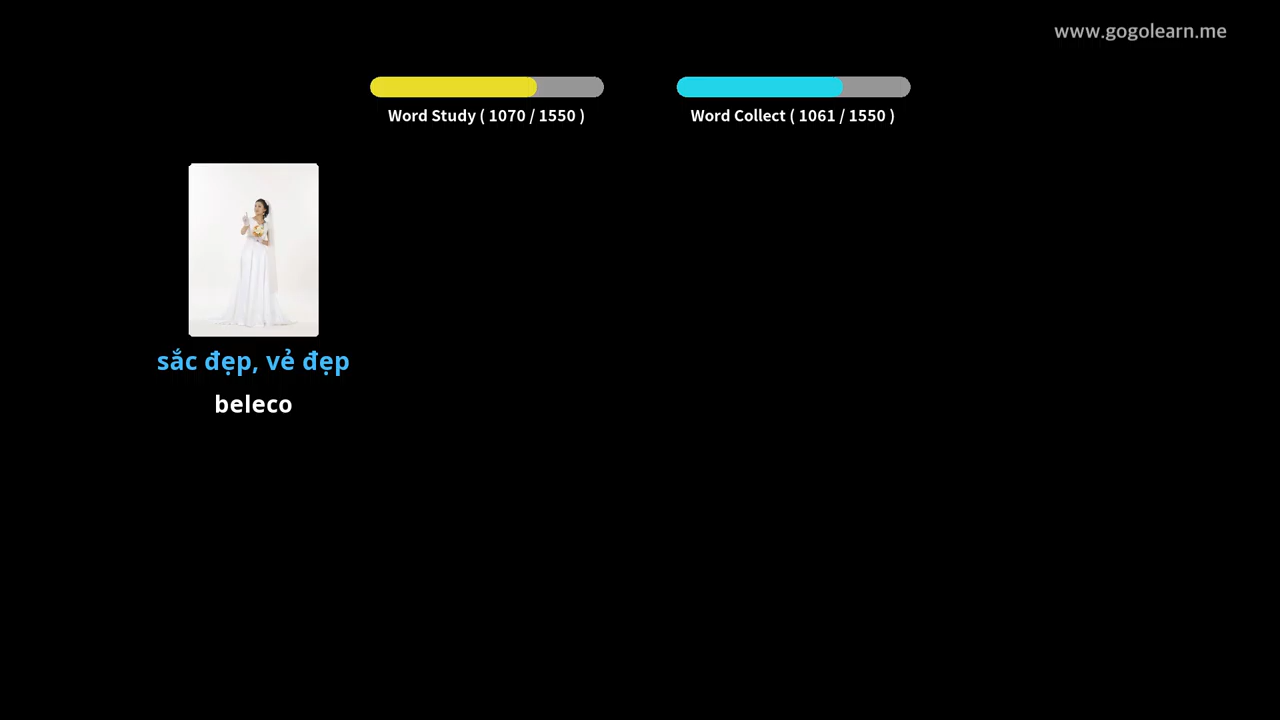 www.gogolearn.me
Word Study ( 1070 / 1550 )
Word Collect ( 1061 / 1550 )
sắc đẹp, vẻ đẹp
beleco